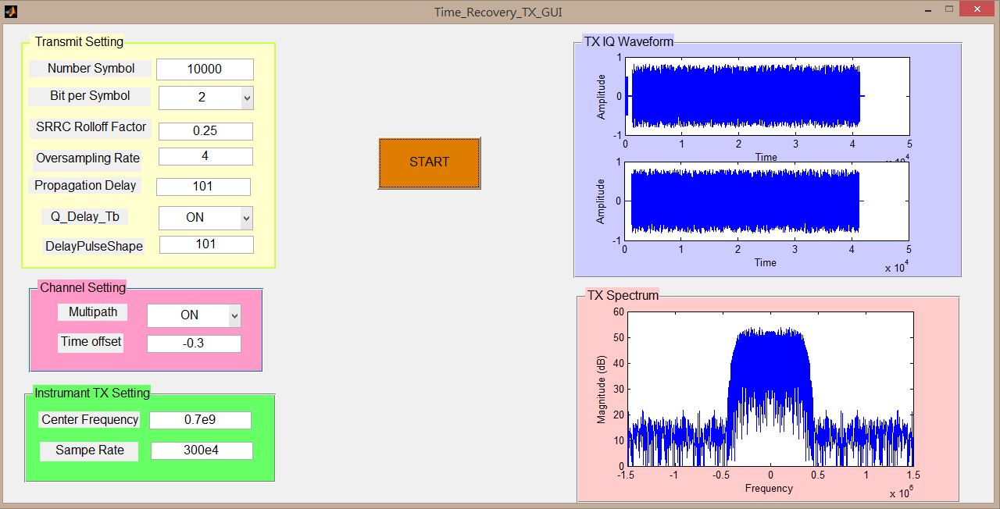 Time_Recovery_TX_GUI
Transmit Setting
Number Symbol 10000
Bit per Symbol 2
SRRC Rolloff Factor 0.25
Oversampling Rate 4
Propagation Delay 101
Q_Delay_Tb ON
DelayPulseShape 101
Channel Setting
Multipath ON
Time offset -0.3
Instrumant TX Setting
Center Frequency 0.7e9
Sampe Rate 300e4
START
TX IQ Waveform
1
0
-1
Amplitude
0 1 2 3 4 5
Time
x 10^4
1
0
-1
Amplitude
0 1 2 3 4 5
Time
x 10^4
TX Spectrum
60
50
40
30
20
10
0
Magnitude (dB)
-1.5 -1 -0.5 0 0.5 1 1.5
Frequency
x 10^6